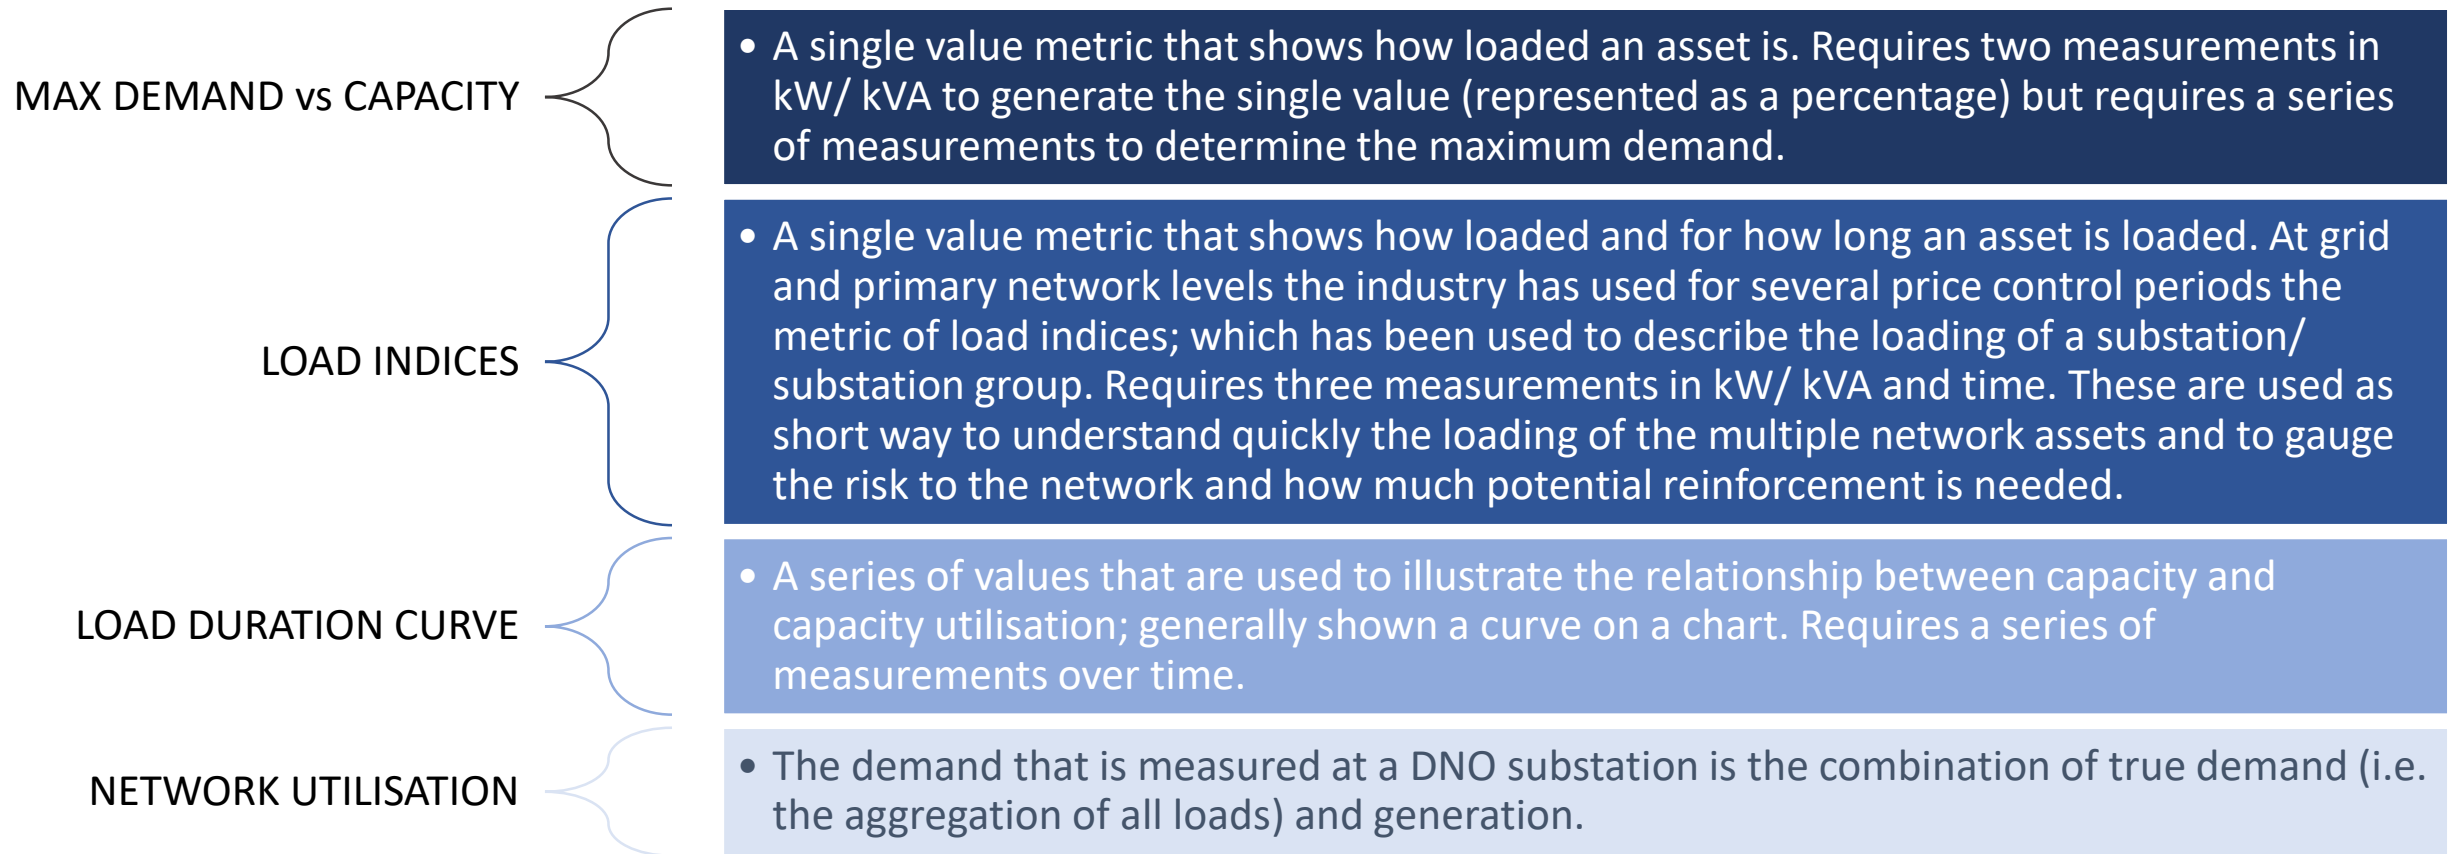 MAX DEMAND vs CAPACITY
• A single value metric that shows how loaded an asset is. Requires two measurements in
kW/ kVA to generate the single value (represented as a percentage) but requires a series
of measurements to determine the maximum demand.
LOAD INDICES
• A single value metric that shows how loaded and for how long an asset is loaded. At grid
and primary network levels the industry has used for several price control periods the
metric of load indices; which has been used to describe the loading of a substation/
substation group. Requires three measurements in kW/ kVA and time. These are used as
short way to understand quickly the loading of the multiple network assets and to gauge
the risk to the network and how much potential reinforcement is needed.
LOAD DURATION CURVE
• A series of values that are used to illustrate the relationship between capacity and
capacity utilisation; generally shown a curve on a chart. Requires a series of
measurements over time.
NETWORK UTILISATION
• The demand that is measured at a DNO substation is the combination of true demand (i.e.
the aggregation of all loads) and generation.